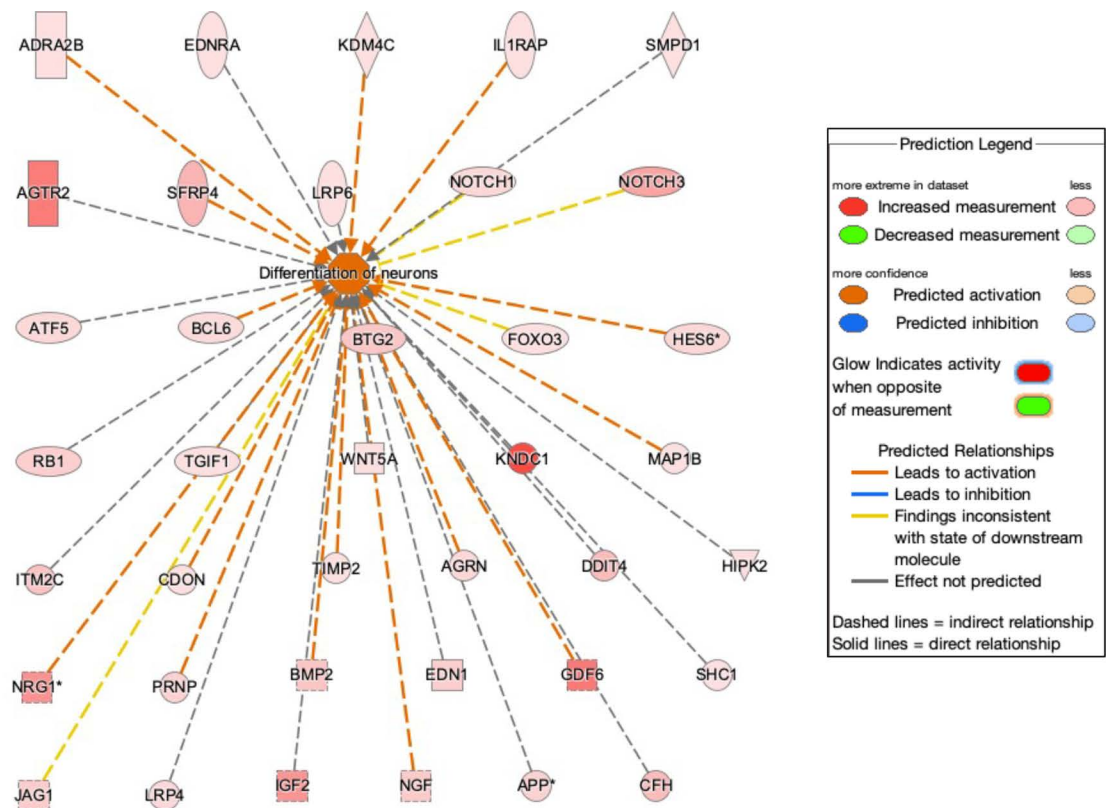 ADRA2B EDNRA KDM4C IL1RAP SMPD1
AGTR2 SFRP4 LRP6 NOTCH1 NOTCH3
Differentiation of neurons
ATF5 BCL6 BTG2 FOXO3 HES6*
RB1 TGIF1 WNT5A KNDC1 MAP1B
ITM2C CDON TIMP2 AGRN DDIT4 HIPK2
NRG1* PRNP BMP2 EDN1 GDF6 SHC1
JAG1 LRP4 IGF2 NGF APP* CFH
Prediction Legend
more extreme in dataset less
Increased measurement
Decreased measurement
more confidence less
Predicted activation
Predicted inhibition
Glow Indicates activity
when opposite
of measurement
Predicted Relationships
Leads to activation
Leads to inhibition
Findings inconsistent
with state of downstream
molecule
Effect not predicted
Dashed lines = indirect relationship
Solid lines = direct relationship